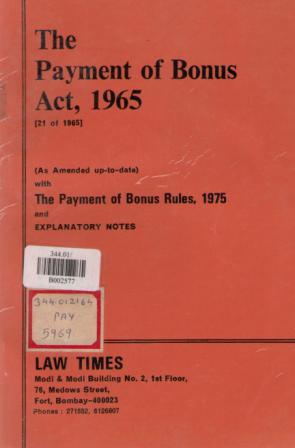 The
Payment of Bonus
Act, 1965
[21 of 1965]
(As Amended up-to-date)
with
The Payment of Bonus Rules, 1975
and
EXPLANATORY NOTES
344.01/
B002577
344.012164
PAY
5969
LAW TIMES
Modi & Modi Building No. 2, 1st Floor,
76, Medows Street,
Fort, Bombay-400023
Phones : 271552, 6126807